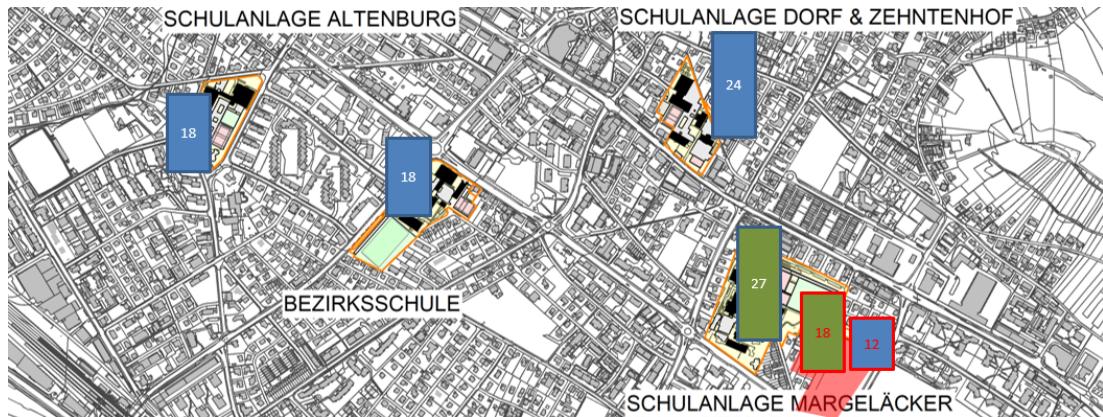 SCHULANLAGE ALTENBURG
SCHULANLAGE DORF & ZEHNTENHOF
24
18
18
BEZIRKSSCHULE
27
18
12
SCHULANLAGE MARGELÄCKER